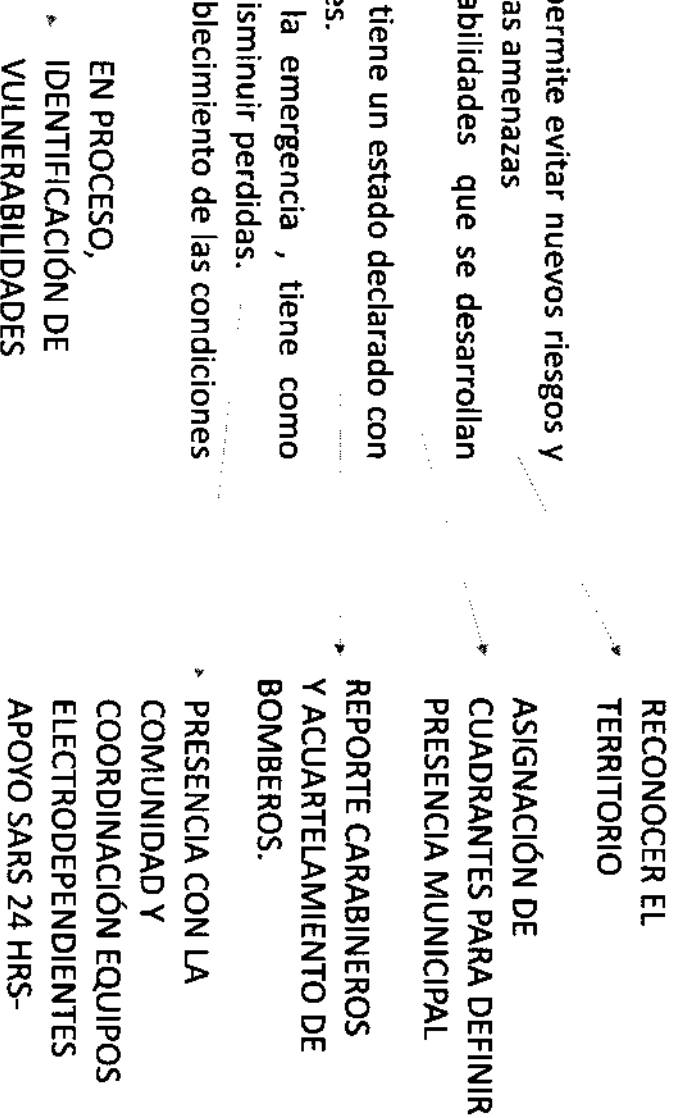 permite evitar nuevos riesgos y
as amenazas
abilidades que se desarrollan
tiene un estado declarado con
es.
la emergencia , tiene como
isminuir perdidas.
blecimiento de las condiciones
EN PROCESO,
IDENTIFICACIÓN DE
VULNERABILIDADES
RECONOCER EL
TERRITORIO
ASIGNACIÓN DE
CUADRANTES PARA DEFINIR
PRESENCIA MUNICIPAL
REPORTE CARABINEROS
Y ACUARTELAMIENTO DE
BOMBEROS.
PRESENCIA CON LA
COMUNIDAD Y
COORDINACIÓN EQUIPOS
ELECTRODEPENDIENTES
APOYO SARS 24 HRS-